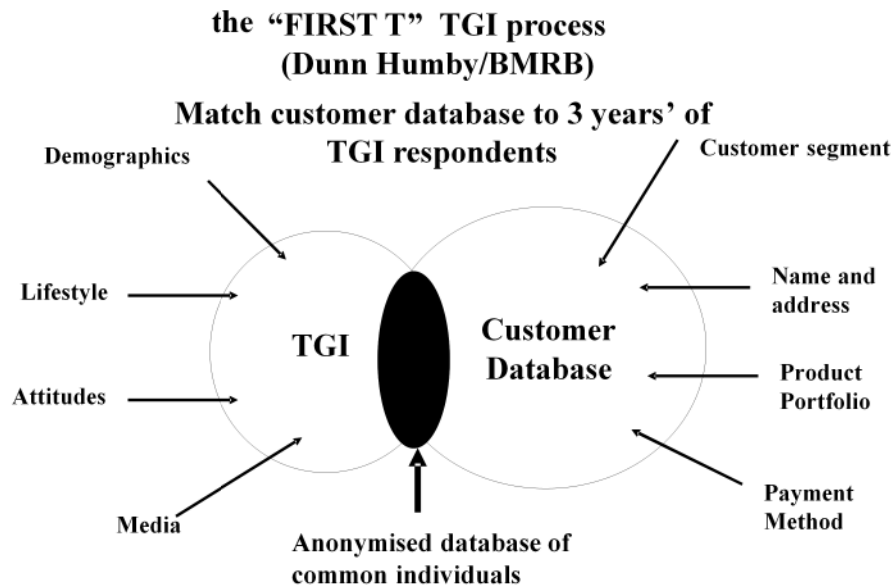 the “FIRST T” TGI process
(Dunn Humby/BMRB)
Match customer database to 3 years’ of
TGI respondents
Demographics
Customer segment
Lifestyle
Name and
address
TGI
Customer
Database
Attitudes
Product
Portfolio
Media
Payment
Method
Anonymised database of
common individuals